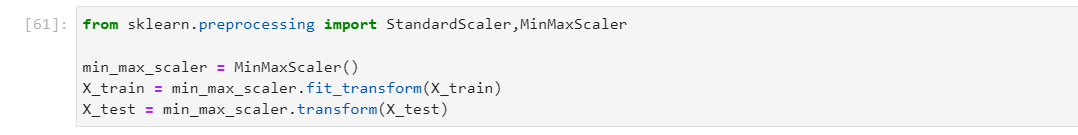 [61]: from sklearn.preprocessing import StandardScaler,MinMaxScaler
min_max_scaler = MinMaxScaler()
X_train = min_max_scaler.fit_transform(X_train)
X_test = min_max_scaler.transform(X_test)